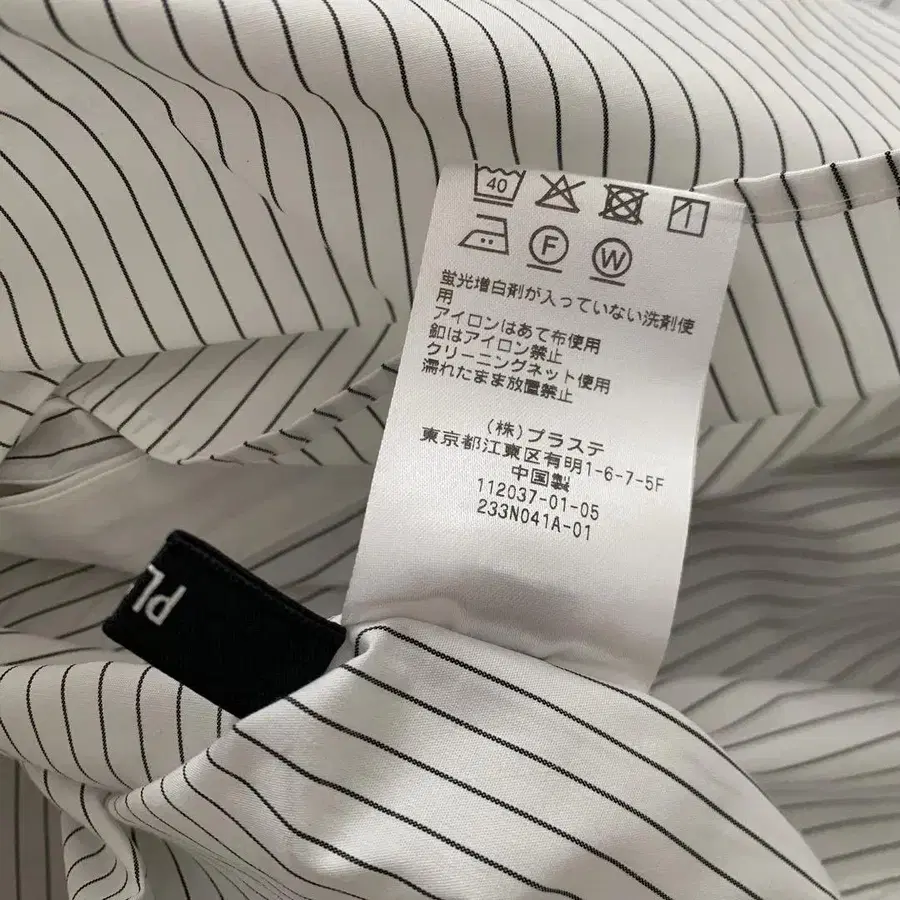 40
F W
蛍光増白剤が入っていない洗剤使
用
アイロンはあて布使用
釦はアイロン禁止
クリーニングネット使用
濡れたまま放置禁止
(株)プラステ
東京都江東区有明1-6-7-5F
中国製
112037-01-05
233N041A-01
PL